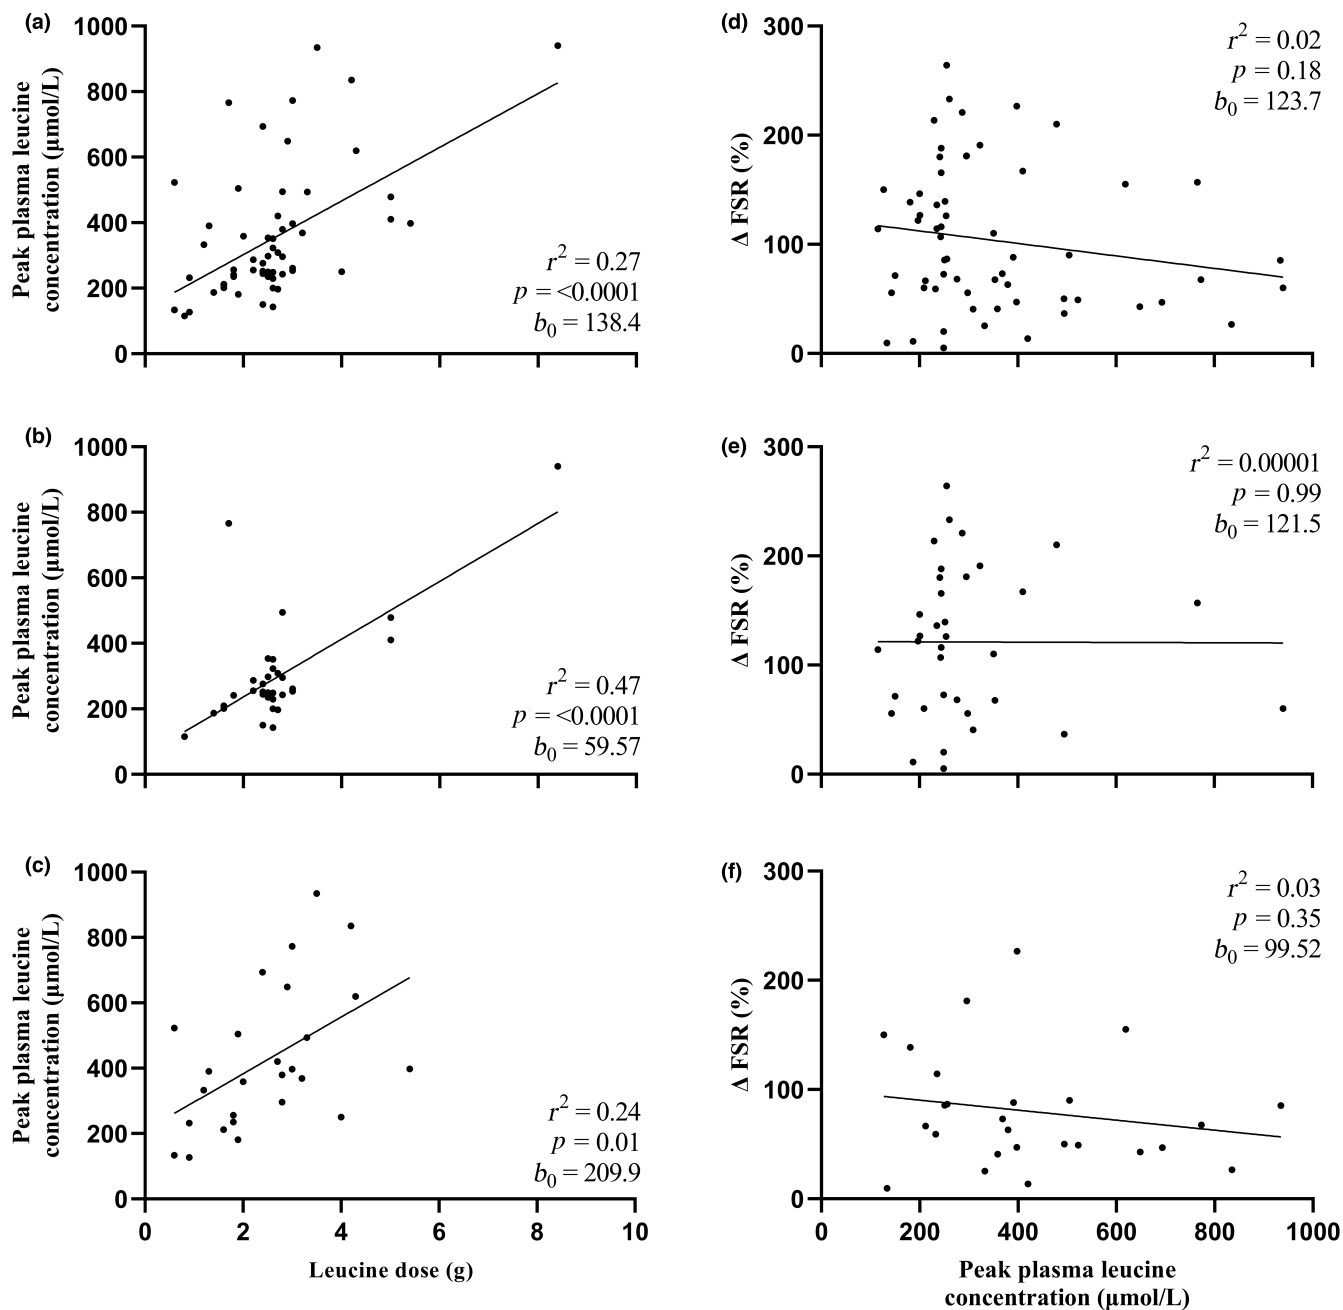 (a)
Peak plasma leucine
concentration (µmol/L)
1000
800
600
400
200
0
r² = 0.27
p = <0.0001
b₀ = 138.4
(d)
Δ FSR (%)
300
200
100
0
r² = 0.02
p = 0.18
b₀ = 123.7
(b)
Peak plasma leucine
concentration (µmol/L)
1000
800
600
400
200
0
r² = 0.47
p = <0.0001
b₀ = 59.57
(e)
Δ FSR (%)
300
200
100
0
r² = 0.00001
p = 0.99
b₀ = 121.5
(c)
Peak plasma leucine
concentration (µmol/L)
1000
800
600
400
200
0
r² = 0.24
p = 0.01
b₀ = 209.9
0 2 4 6 8 10
Leucine dose (g)
(f)
Δ FSR (%)
300
200
100
0
r² = 0.03
p = 0.35
b₀ = 99.52
0 200 400 600 800 1000
Peak plasma leucine
concentration (µmol/L)